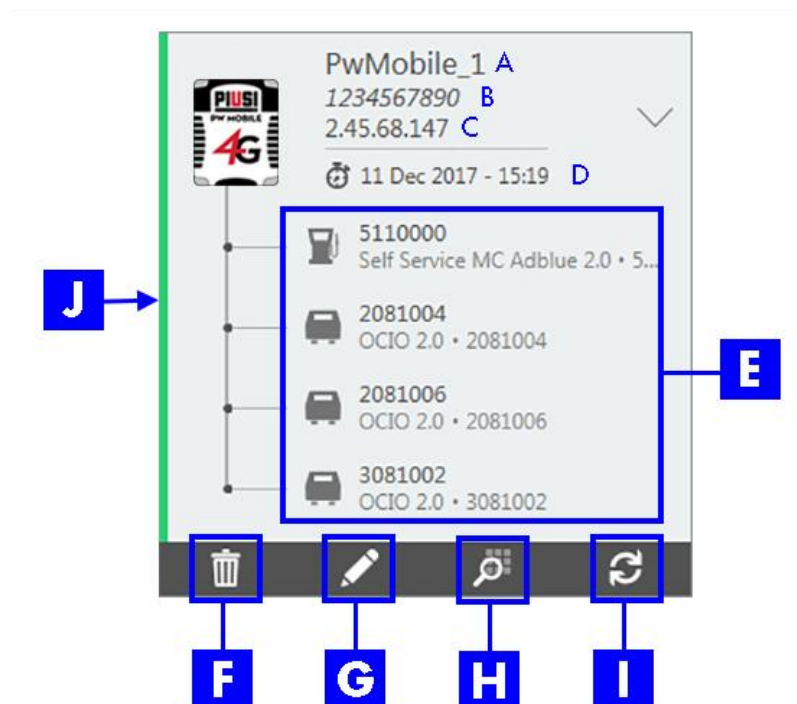 PwMobile_1 A
1234567890 B
2.45.68.147 C
11 Dec 2017 - 15:19 D
PIUSI
PW MOBILE
4G
5110000
Self Service MC Adblue 2.0 • 5...
2081004
OCIO 2.0 • 2081004
2081006
OCIO 2.0 • 2081006
3081002
OCIO 2.0 • 3081002
J
E
F
G
H
I